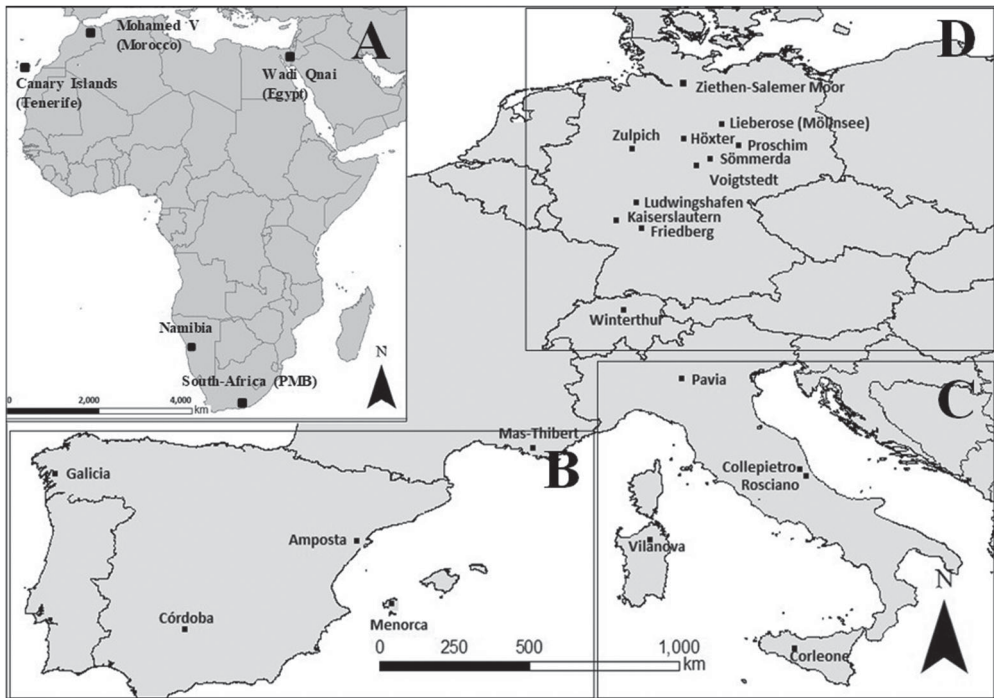 A
Mohamed V
(Morocco)
Canary Islands
(Tenerife)
Wadi Qnai
(Egypt)
Namibia
South-Africa (PMB)
N
0
2,000
4,000
km
D
Ziethen-Salemer Moor
Lieberose (Möllnsee)
Zulpich
Höxter
Proschim
Sömmerda
Voigtstedt
Ludwingshafen
Kaiserslautern
Friedberg
Winterthur
B
Mas-Thibert
Galicia
Amposta
Córdoba
Menorca
0
250
500
1,000
km
C
Pavia
Collepietro
Rosciano
Vilanova
Corleone
N